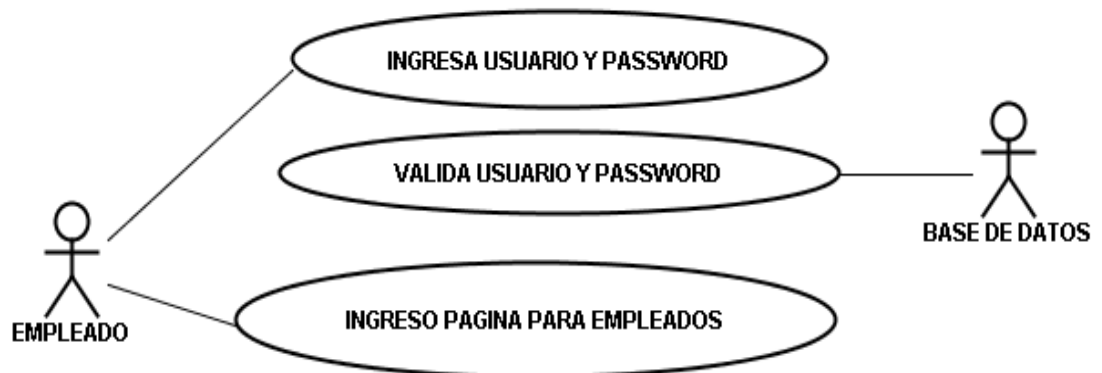 INGRESA USUARIO Y PASSWORD
VALIDA USUARIO Y PASSWORD
BASE DE DATOS
INGRESO PAGINA PARA EMPLEADOS
EMPLEADO